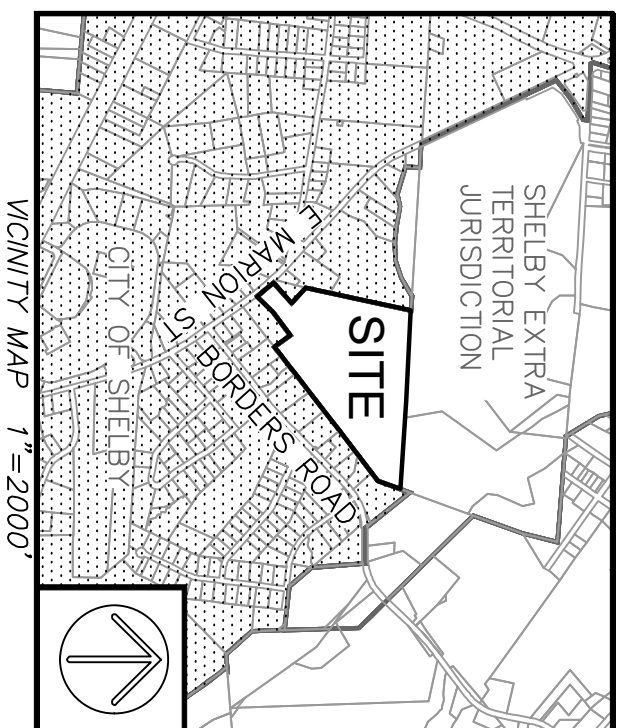 SHELBY EXTRA
TERRITORIAL
JURISDICTION
SITE
E MARION ST
S BORDERS ROAD
CITY OF SHELBY
VICINITY MAP 1"=2000'